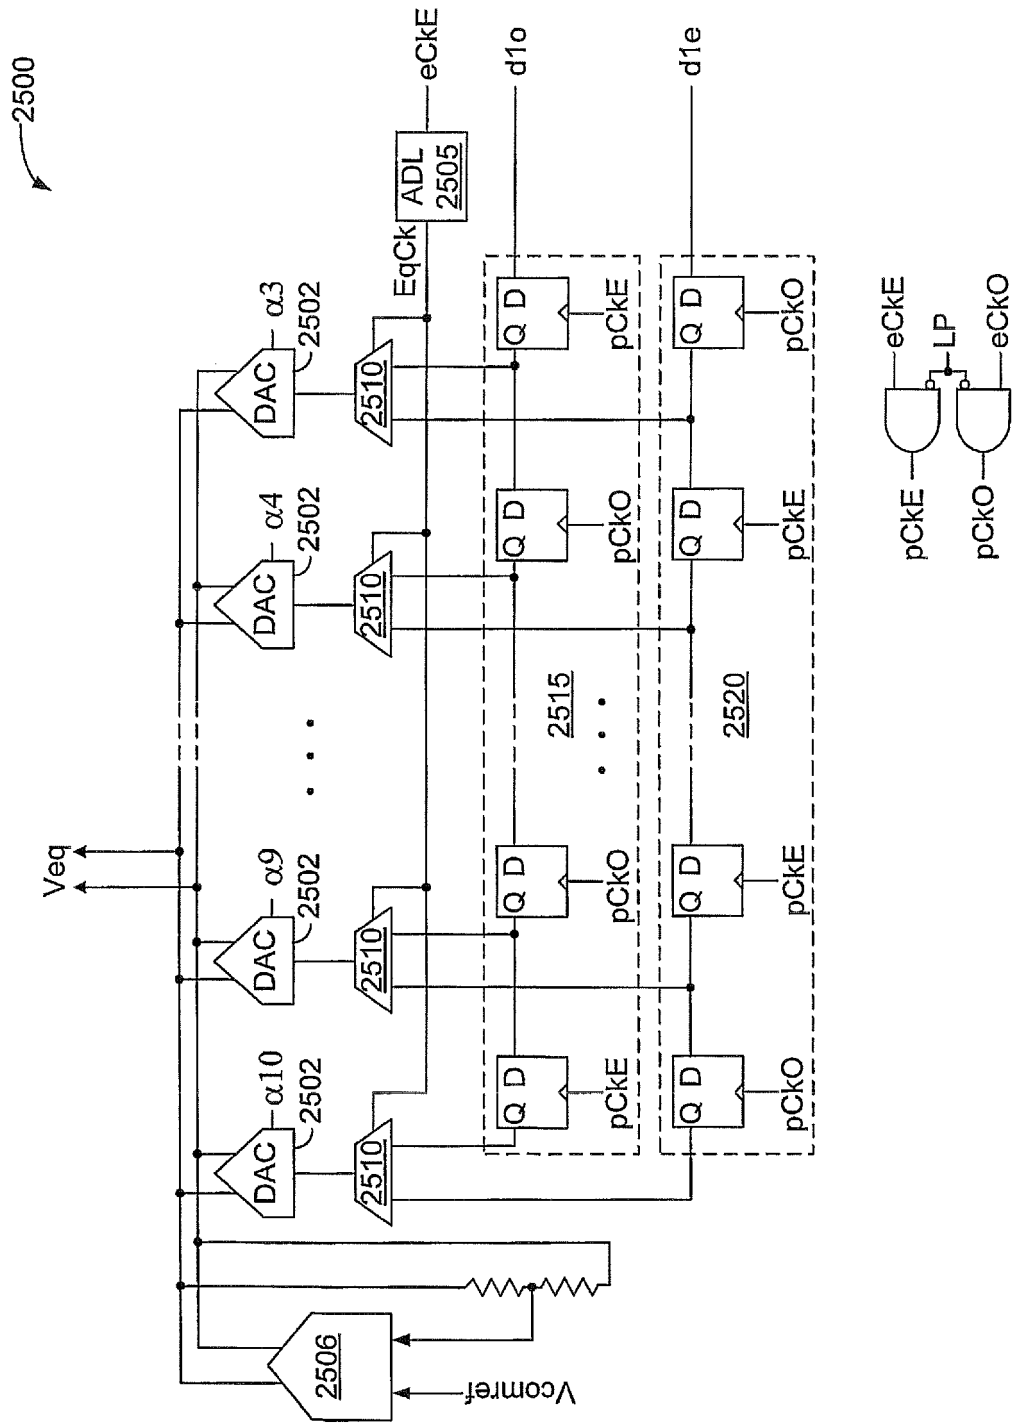 2500
Veq
α10 α9 α4 α3
DAC DAC DAC DAC
2502 2502 2502 2502
2506
2510 2510 2510 2510
EqCk
ADL
2505
eCkE
Vcomref
Q D Q D Q D Q D
d1o
2515
pCkE pCkO pCkO pCkE
Q D Q D Q D Q D
d1e
2520
pCkO pCkE pCkE pCkO
pCkE
eCkE
LP
pCkO
eCkO